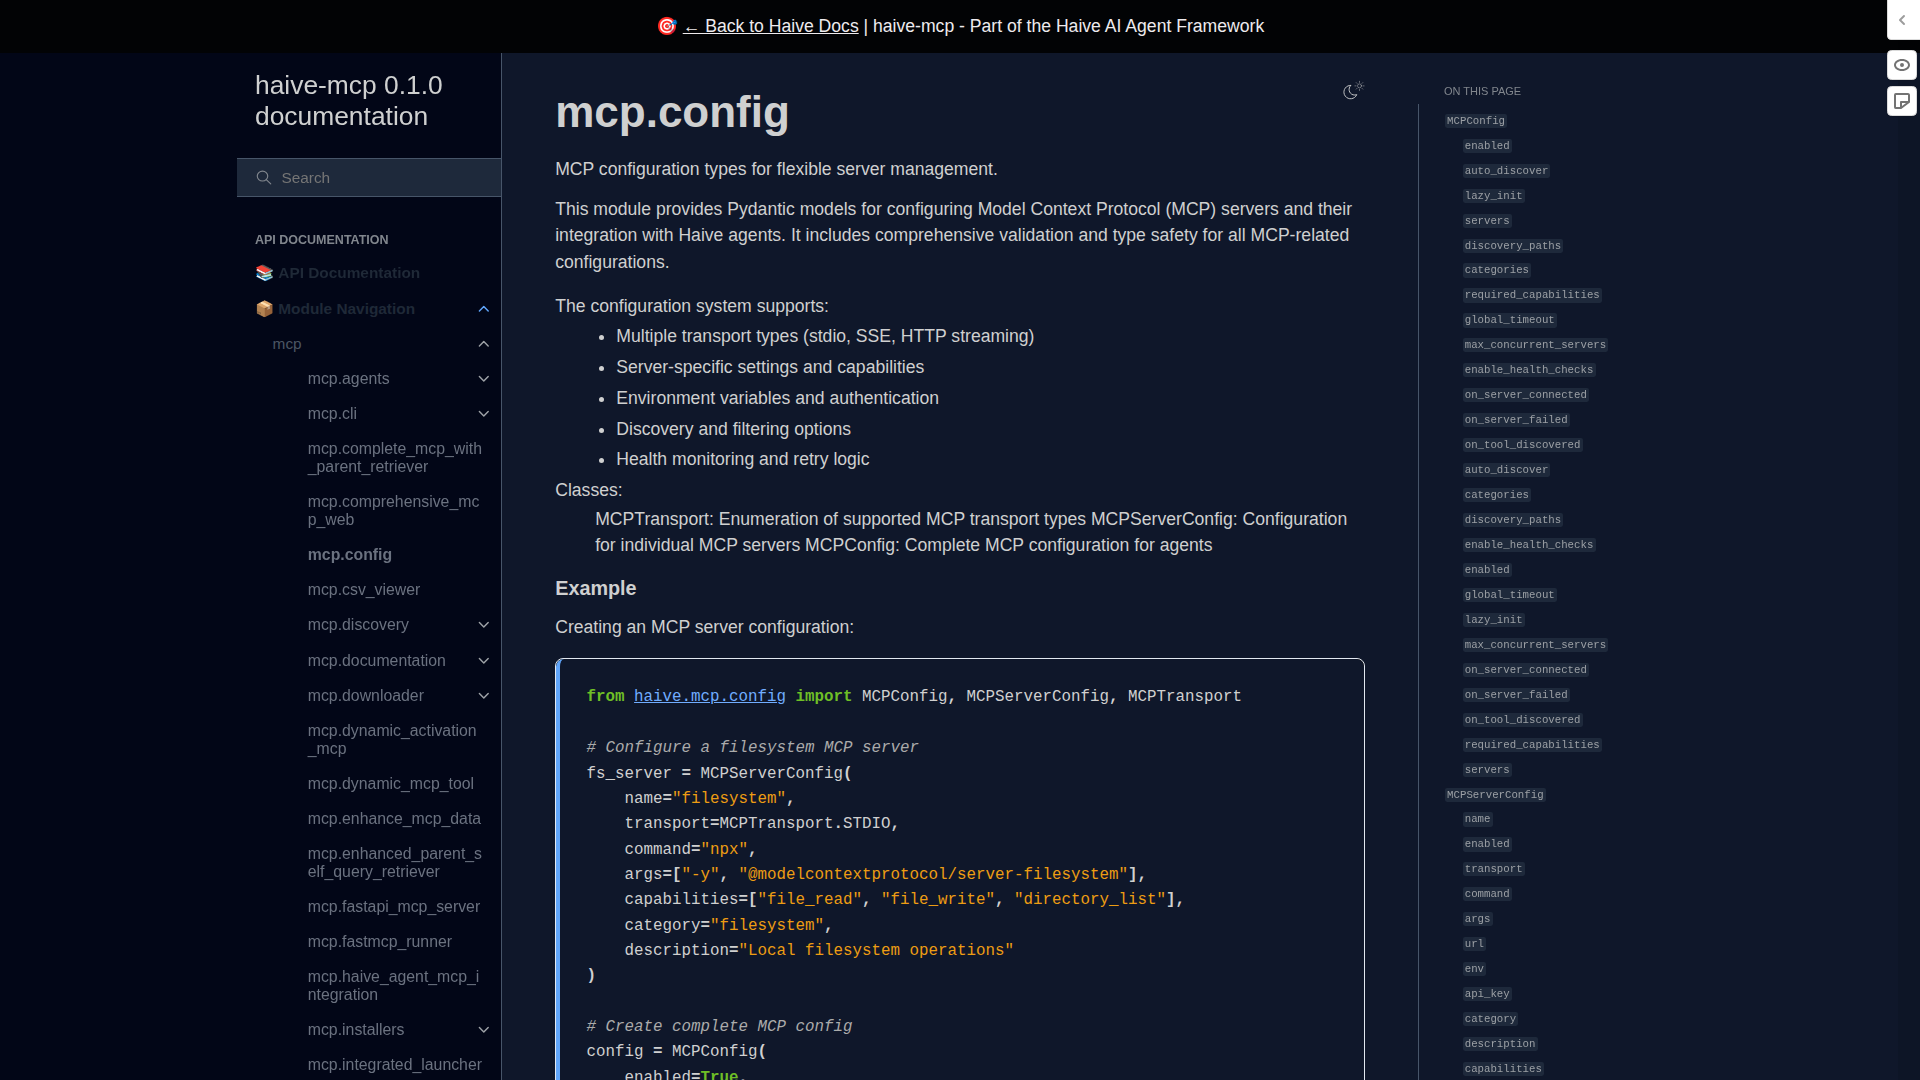 🎯 ← Back to Haive Docs | haive-mcp - Part of the Haive AI Agent Framework
haive-mcp 0.1.0
documentation
Search
API DOCUMENTATION
📚 API Documentation
📦 Module Navigation
mcp
mcp.agents
mcp.cli
mcp.complete_mcp_with
_parent_retriever
mcp.comprehensive_mc
p_web
mcp.config
mcp.csv_viewer
mcp.discovery
mcp.documentation
mcp.downloader
mcp.dynamic_activation
_mcp
mcp.dynamic_mcp_tool
mcp.enhance_mcp_data
mcp.enhanced_parent_s
elf_query_retriever
mcp.fastapi_mcp_server
mcp.fastmcp_runner
mcp.haive_agent_mcp_i
ntegration
mcp.installers
mcp.integrated_launcher
mcp.config
MCP configuration types for flexible server management.
This module provides Pydantic models for configuring Model Context Protocol (MCP) servers and their
integration with Haive agents. It includes comprehensive validation and type safety for all MCP-related
configurations.
The configuration system supports:
• Multiple transport types (stdio, SSE, HTTP streaming)
• Server-specific settings and capabilities
• Environment variables and authentication
• Discovery and filtering options
• Health monitoring and retry logic
Classes:
MCPTransport: Enumeration of supported MCP transport types MCPServerConfig: Configuration
for individual MCP servers MCPConfig: Complete MCP configuration for agents
Example
Creating an MCP server configuration:
from haive.mcp.config import MCPConfig, MCPServerConfig, MCPTransport
# Configure a filesystem MCP server
fs_server = MCPServerConfig(
    name="filesystem",
    transport=MCPTransport.STDIO,
    command="npx",
    args=["-y", "@modelcontextprotocol/server-filesystem"],
    capabilities=["file_read", "file_write", "directory_list"],
    category="filesystem",
    description="Local filesystem operations"
)
# Create complete MCP config
config = MCPConfig(
    enabled=True,
ON THIS PAGE
MCPConfig
enabled
auto_discover
lazy_init
servers
discovery_paths
categories
required_capabilities
global_timeout
max_concurrent_servers
enable_health_checks
on_server_connected
on_server_failed
on_tool_discovered
auto_discover
categories
discovery_paths
enable_health_checks
enabled
global_timeout
lazy_init
max_concurrent_servers
on_server_connected
on_server_failed
on_tool_discovered
required_capabilities
servers
MCPServerConfig
name
enabled
transport
command
args
url
env
api_key
category
description
capabilities